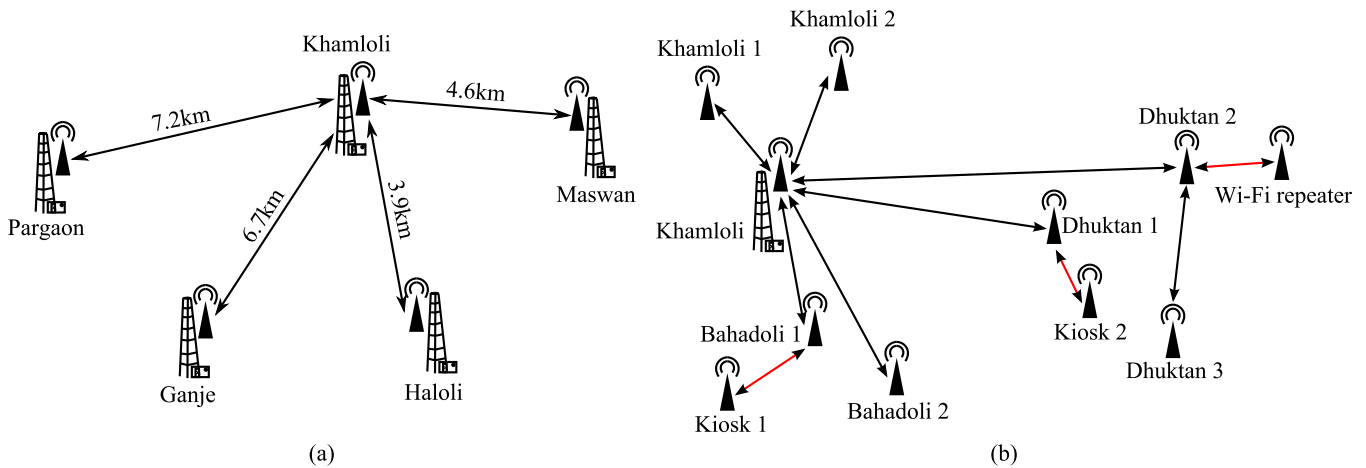 Khamloli
7.2km
4.6km
6.7km
3.9km
Pargaon
Maswan
Ganje
Haloli
(a)
Khamloli 1
Khamloli 2
Dhuktan 2
Wi-Fi repeater
Khamloli
Dhuktan 1
Bahadoli 1
Kiosk 2
Dhuktan 3
Kiosk 1
Bahadoli 2
(b)